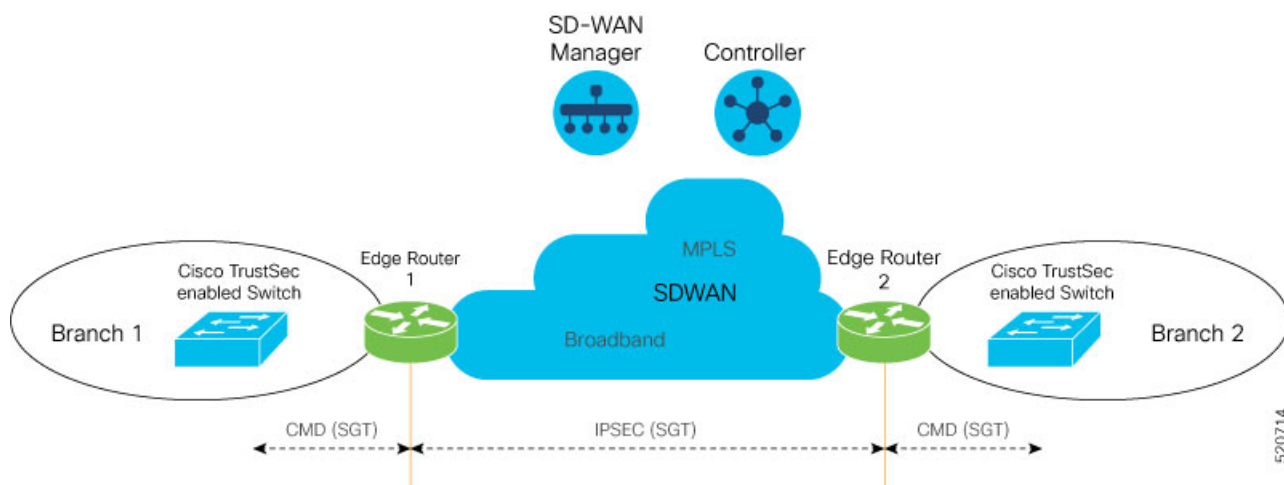 SD-WAN
Manager
Controller
MPLS
SDWAN
Broadband
Branch 1
Cisco TrustSec
enabled Switch
Edge Router
1
Edge Router
2
Cisco TrustSec
enabled Switch
Branch 2
CMD (SGT)
IPSEC (SGT)
CMD (SGT)
520714